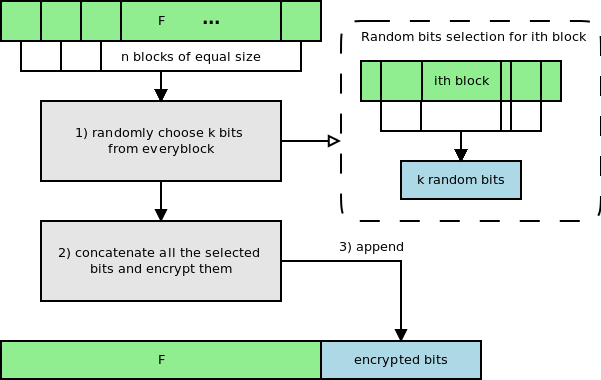 F ...
n blocks of equal size
1) randomly choose k bits
from everyblock
2) concatenate all the selected
bits and encrypt them
Random bits selection for ith block
ith block
k random bits
3) append
F
encrypted bits